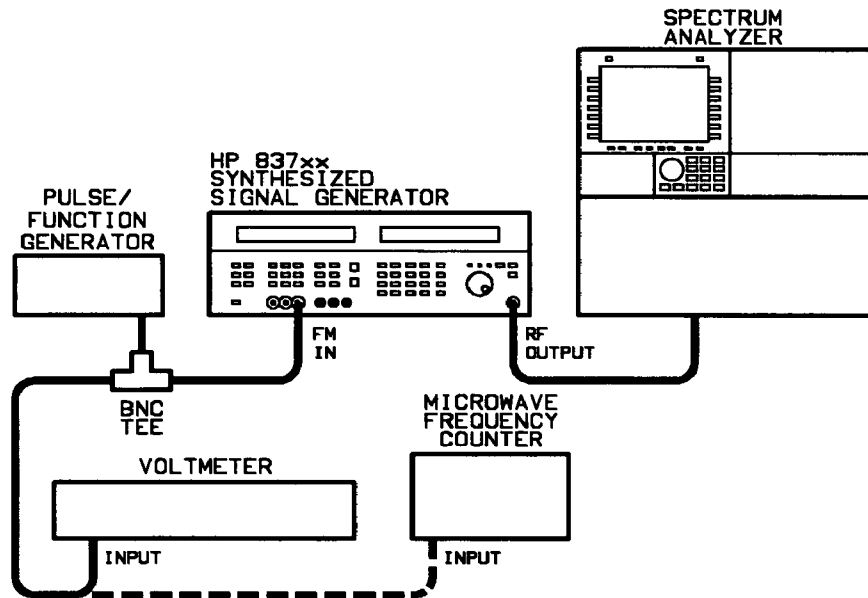 SPECTRUM
ANALYZER
HP 837xx
SYNTHESIZED
SIGNAL GENERATOR
PULSE/
FUNCTION
GENERATOR
FM
IN
RF
OUTPUT
BNC
TEE
MICROWAVE
FREQUENCY
COUNTER
VOLTMETER
INPUT
INPUT